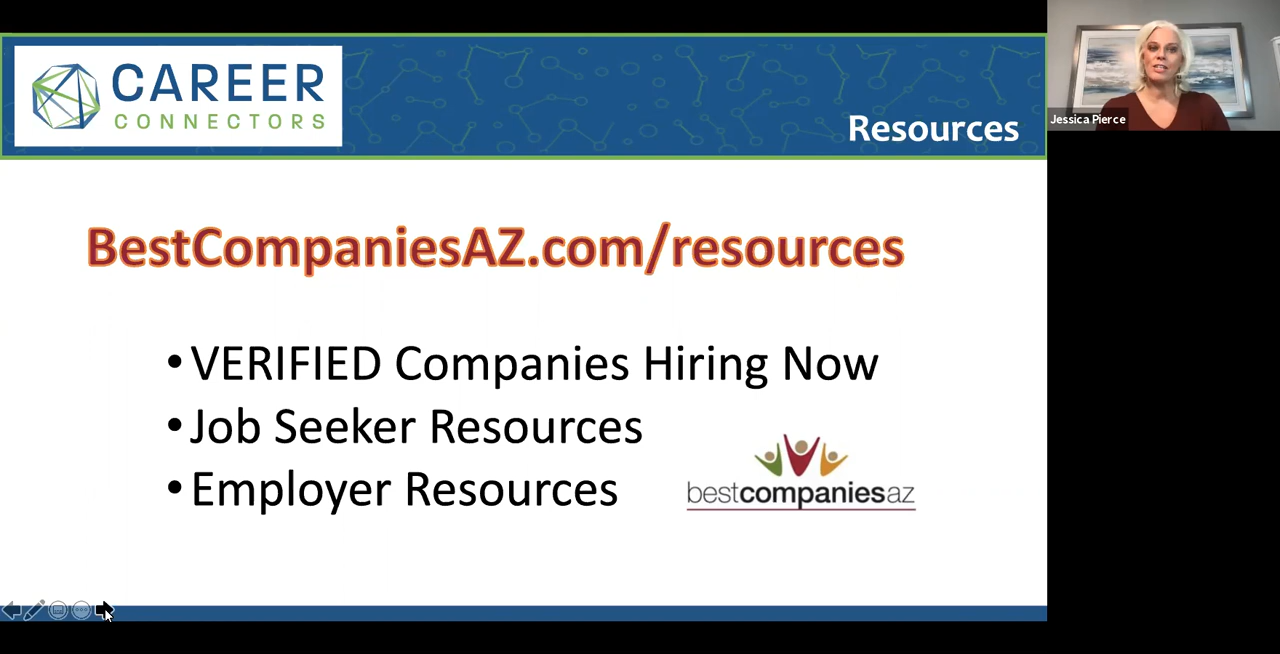 CAREER
CONNECTORS
Resources
Jessica Pierce
BestCompaniesAZ.com/resources
•VERIFIED Companies Hiring Now
•Job Seeker Resources
•Employer Resources
bestcompaniesaz